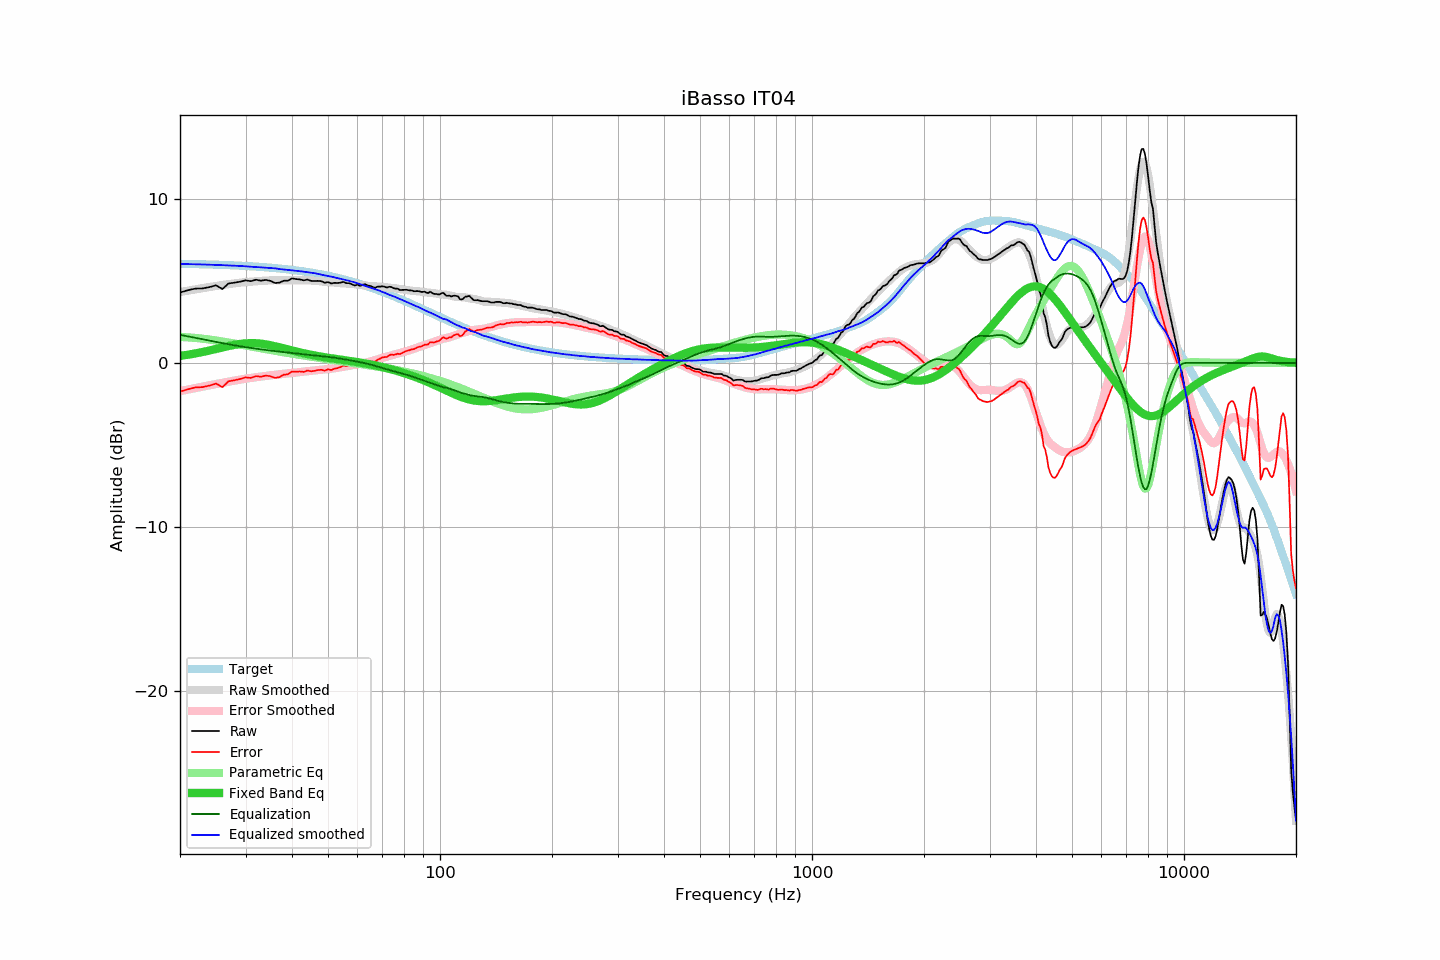 iBasso IT04
Amplitude (dBr)
10
0
−10
−20
Target
Raw Smoothed
Error Smoothed
Raw
Error
Parametric Eq
Fixed Band Eq
Equalization
Equalized smoothed
100
1000
10000
Frequency (Hz)